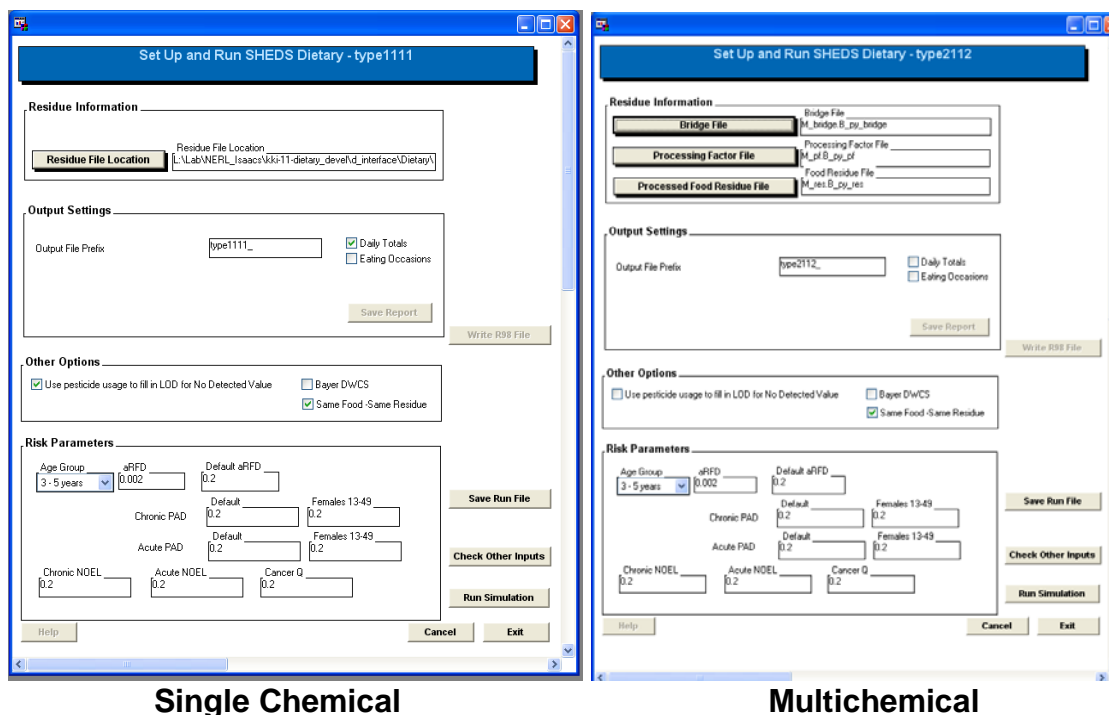 Set Up and Run SHEDS Dietary - type1111
Residue Information
Residue File Location
Residue File Location
L:\Lab\NERL_Isaacs\kki-11-dietary_devel\d_interface\Dietary\
Output Settings
Output File Prefix
type1111_
Daily Totals
Eating Occasions
Save Report
Write R98 File
Other Options
Use pesticide usage to fill in LOD for No Detected Value
Bayer DWCS
Same Food -Same Residue
Risk Parameters
Age Group aRFD Default aRFD
3 - 5 years 0.002 0.2
Default Females 13-49
Chronic PAD 0.2 0.2
Default Females 13-49
Acute PAD 0.2 0.2
Chronic NOEL Acute NOEL Cancer Q
0.2 0.2 0.2
Save Run File
Check Other Inputs
Run Simulation
Help Cancel Exit
Single Chemical
Set Up and Run SHEDS Dietary - type2112
Residue Information
Bridge File
Bridge File
M_bridge.B_py_bridge
Processing Factor File
Processing Factor File
M_pf.B_py_pf
Food Residue File
Processed Food Residue File
M_res.B_py_res
Output Settings
Output File Prefix
type2112_
Daily Totals
Eating Occasions
Save Report
Write R98 File
Other Options
Use pesticide usage to fill in LOD for No Detected Value
Bayer DWCS
Same Food -Same Residue
Risk Parameters
Age Group aRFD Default aRFD
3 - 5 years 0.002 0.2
Default Females 13-49
Chronic PAD 0.2 0.2
Default Females 13-49
Acute PAD 0.2 0.2
Chronic NOEL Acute NOEL Cancer Q
0.2 0.2 0.2
Save Run File
Check Other Inputs
Run Simulation
Help Cancel Exit
Multichemical